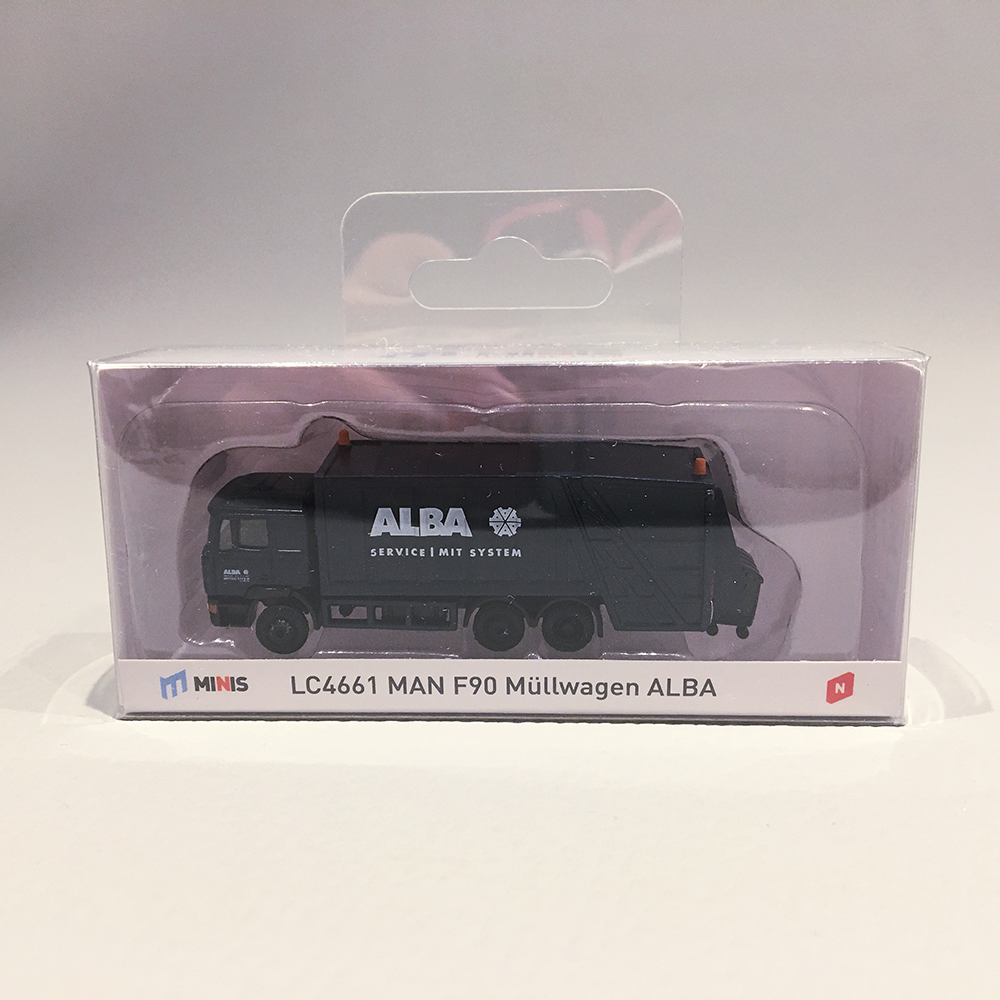 ALBA
SERVICE | MIT SYSTEM
ALBA
MINIS LC4661 MAN F90 Müllwagen ALBA N